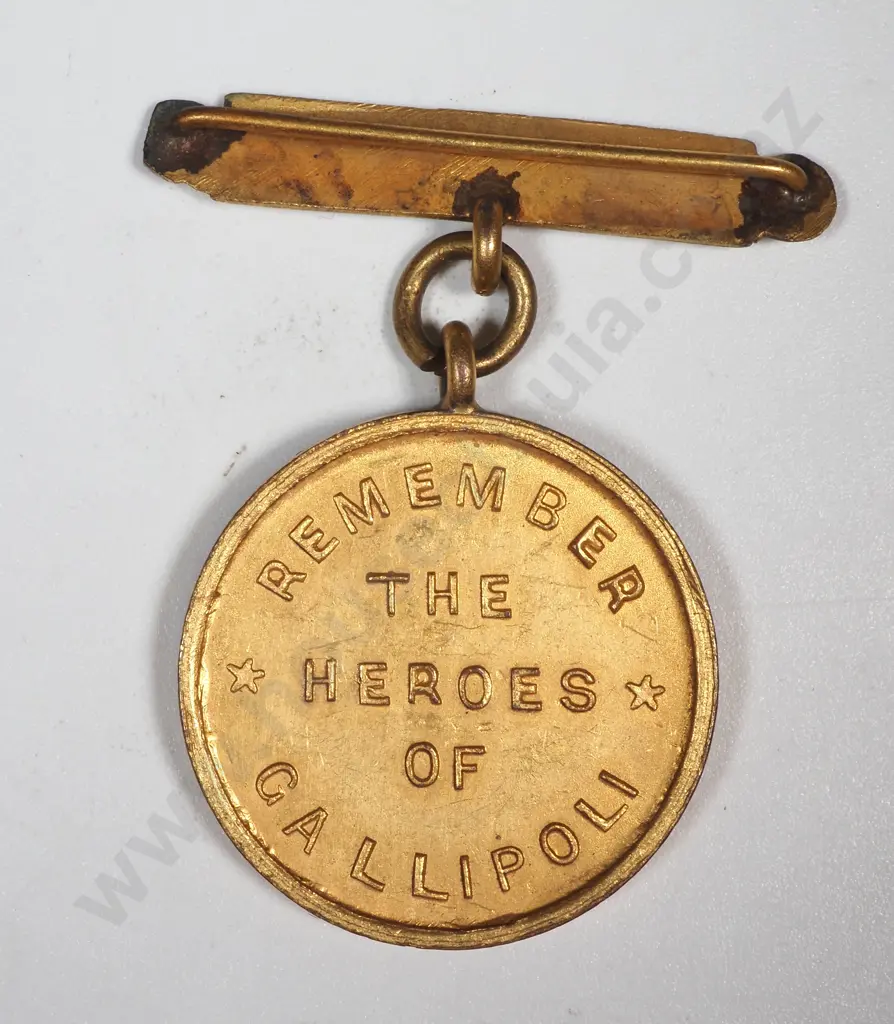 REMEMBER
THE
HEROES
OF
GALLIPOLI